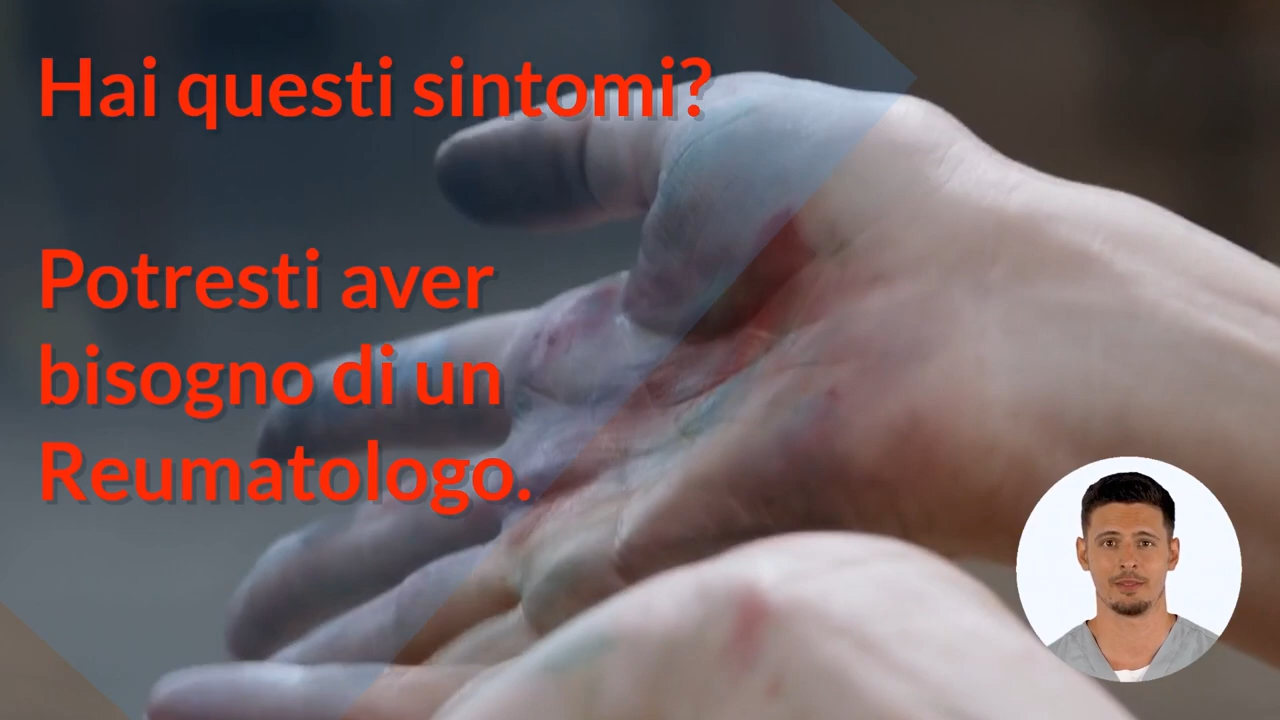 Hai questi sintomi?
Potresti aver
bisogno di un
Reumatologo.